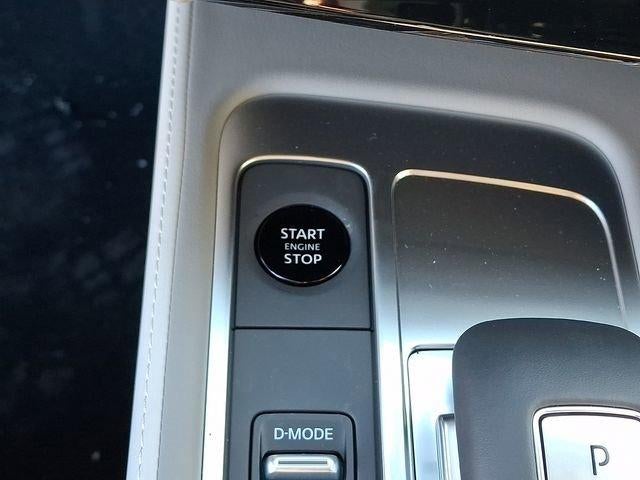 START
ENGINE
STOP
D-MODE
P